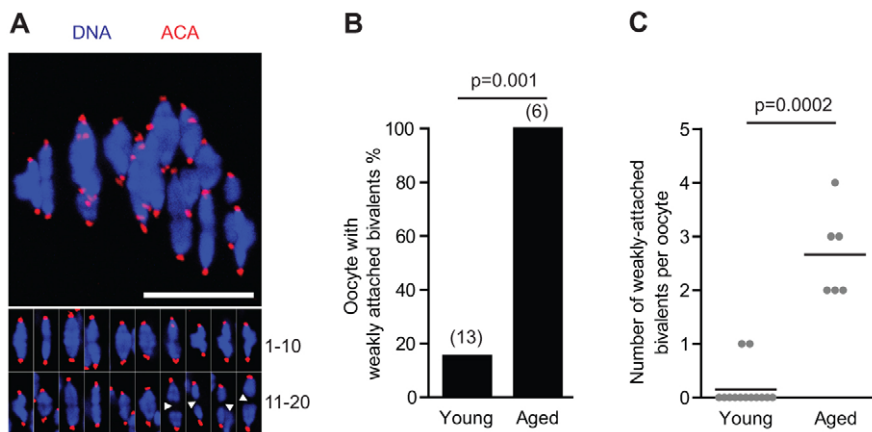 A
DNA ACA
1-10
11-20
B
p=0.001
(6)
(13)
100
80
60
40
20
0
Oocyte with
weakly attached bivalents %
Young Aged
C
p=0.0002
5
4
3
2
1
0
Number of weakly-attached
bivalents per oocyte
Young Aged